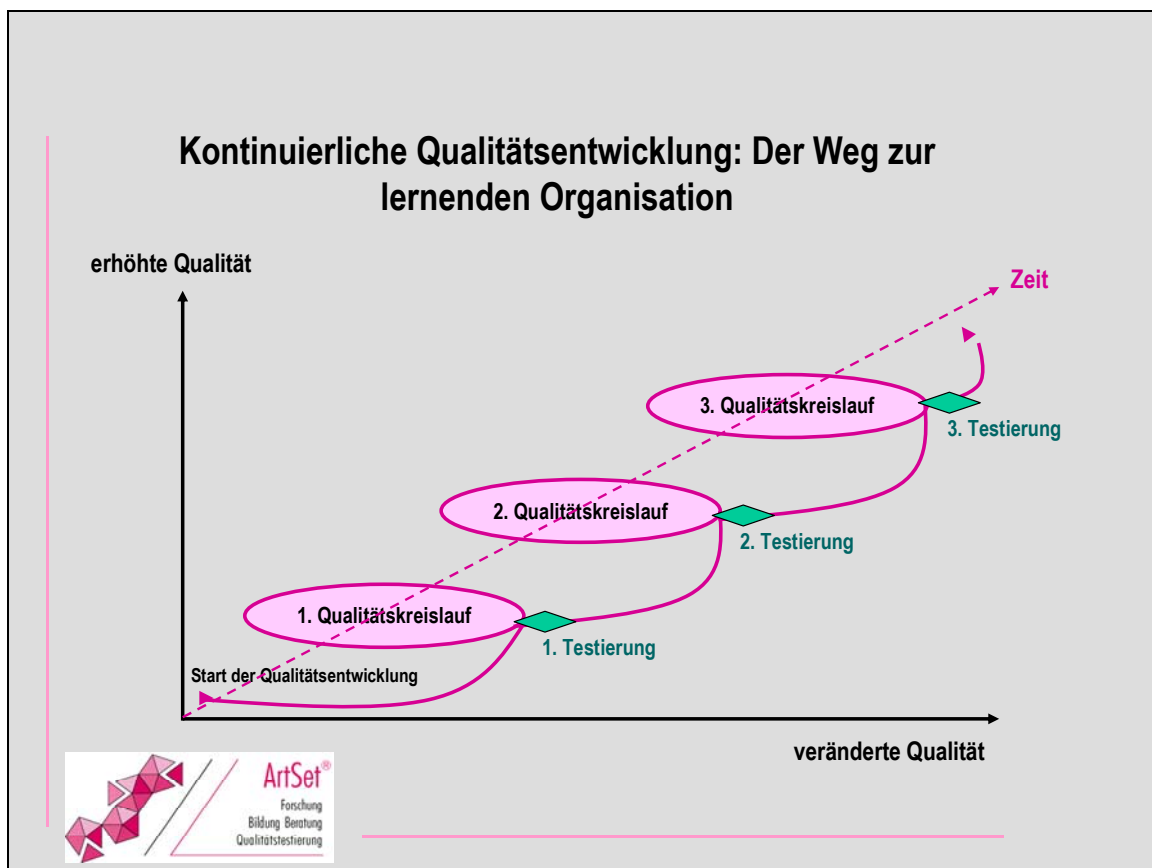 Kontinuierliche Qualitätsentwicklung: Der Weg zur
lernenden Organisation
erhöhte Qualität
Zeit
3. Qualitätskreislauf
3. Testierung
2. Qualitätskreislauf
2. Testierung
1. Qualitätskreislauf
1. Testierung
Start der Qualitätsentwicklung
veränderte Qualität
ArtSet®
Forschung
Bildung Beratung
Qualitätstestierung